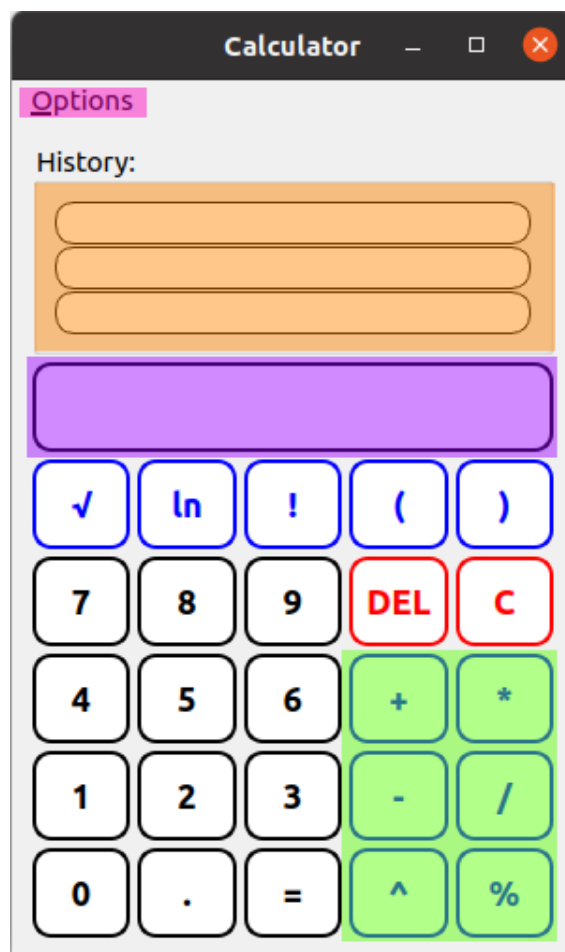 Calculator
Options
History:
√ ln ! ( )
7 8 9 DEL C
4 5 6 + *
1 2 3 - /
0 . = ^ %